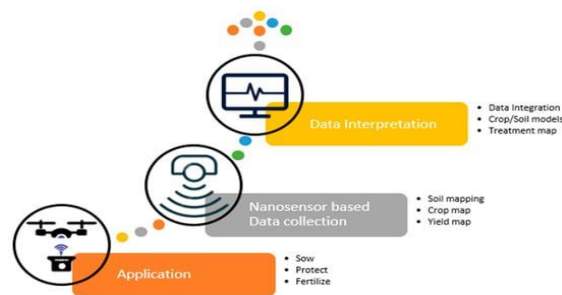 Data Interpretation
• Data Integration
• Crop/Soil models
• Treatment map
Nanosensor based
Data collection
• Soil mapping
• Crop map
• Yield map
Application
• Sow
• Protect
• Fertilize